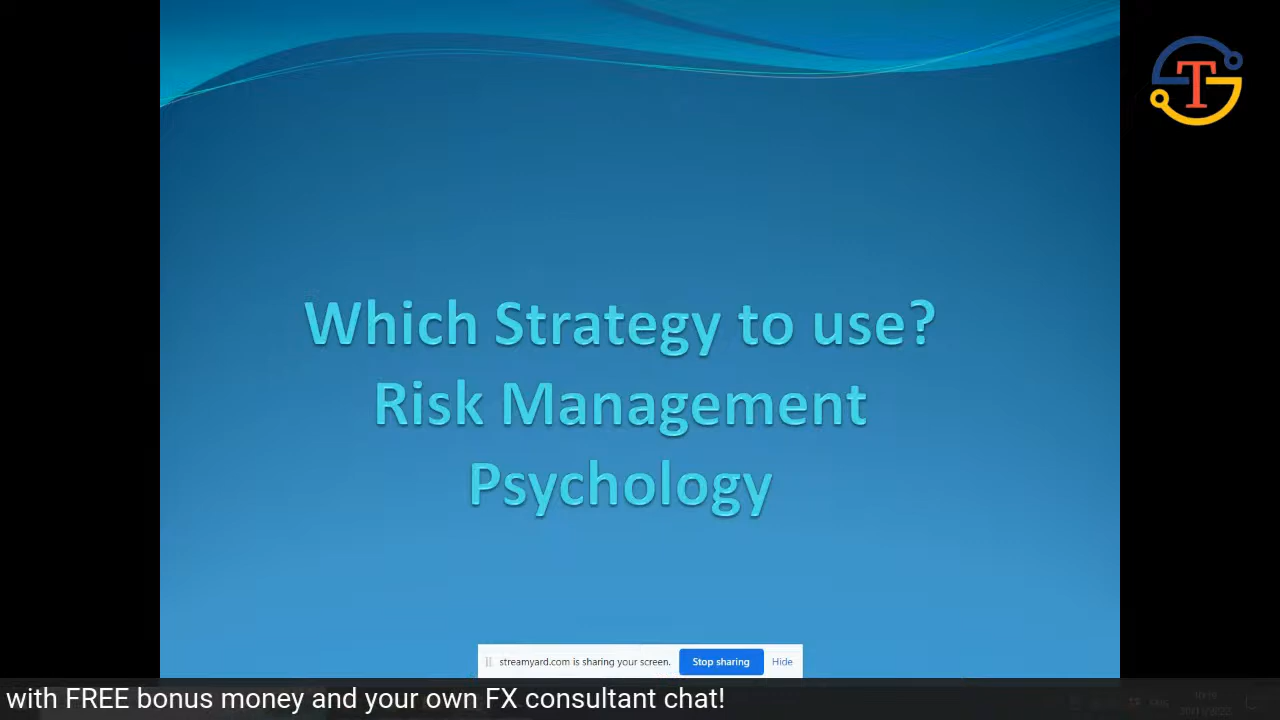 T
Which Strategy to use?
Risk Management
Psychology
streamyard.com is sharing your screen.
Stop sharing
Hide
with FREE bonus money and your own FX consultant chat!
ENG